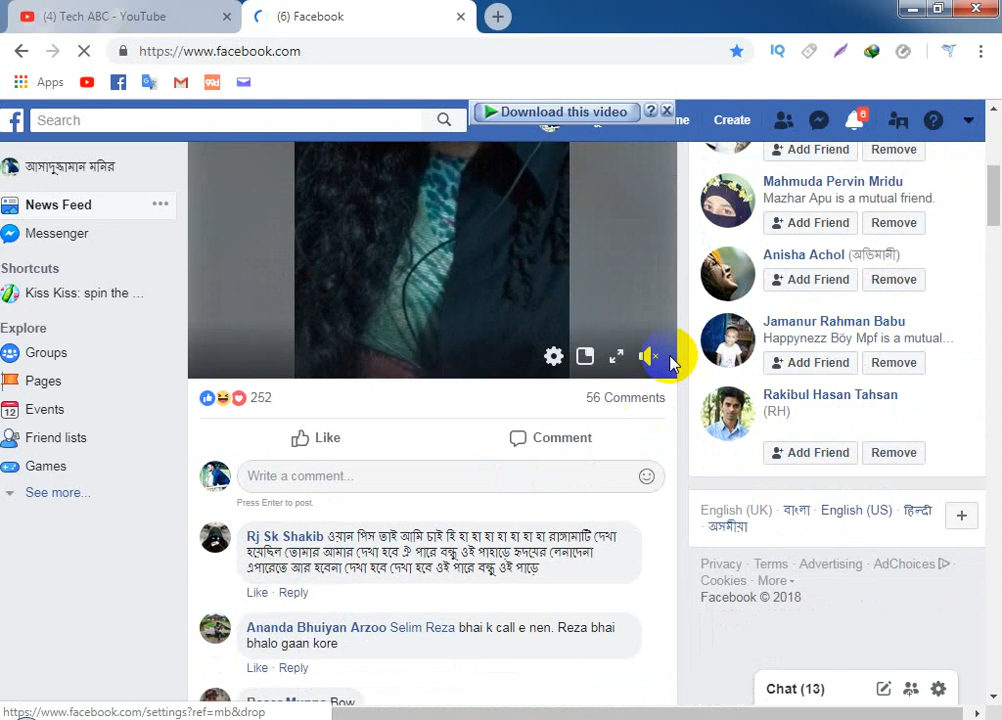 (4) Tech ABC - YouTube
(6) Facebook
https://www.facebook.com
Apps
Search
Download this video
me
Create
6
আসাদুজ্জামান মনির
News Feed
Messenger
Shortcuts
Kiss Kiss: spin the ...
Explore
Groups
Pages
Events
Friend lists
Games
See more...
252
56 Comments
Like
Comment
Write a comment...
Press Enter to post.
Rj Sk Shakib ওয়ান পিস ভাই আমি চাই হি হা হা হা হা হা হা হা রাঙ্গামাটি দেখা
হয়েছিল তোমার আমার দেখা হবে ঐ পারে বন্ধু ওই পাহাড়ে হৃদয়ের লেনাদেনা
এপারেতে আর হবেনা দেখা হবে দেখা হবে ওই পারে বন্ধু ওই পাড়ে
Like · Reply
Ananda Bhuiyan Arzoo Selim Reza bhai k call e nen. Reza bhai
bhalo gaan kore
Like · Reply
Add Friend
Remove
Mahmuda Pervin Mridu
Mazhar Apu is a mutual friend.
Add Friend
Remove
Anisha Achol (অভিমানী)
Add Friend
Remove
Jamanur Rahman Babu
Happynezz Böy Mpf is a mutual...
Add Friend
Remove
Rakibul Hasan Tahsan
(RH)
Add Friend
Remove
English (UK) · বাংলা · English (US) · हिन्दी
· অসমীয়া
Privacy · Terms · Advertising · AdChoices
Cookies · More
Facebook © 2018
Chat (13)
https://www.facebook.com/settings?ref=mb&drop